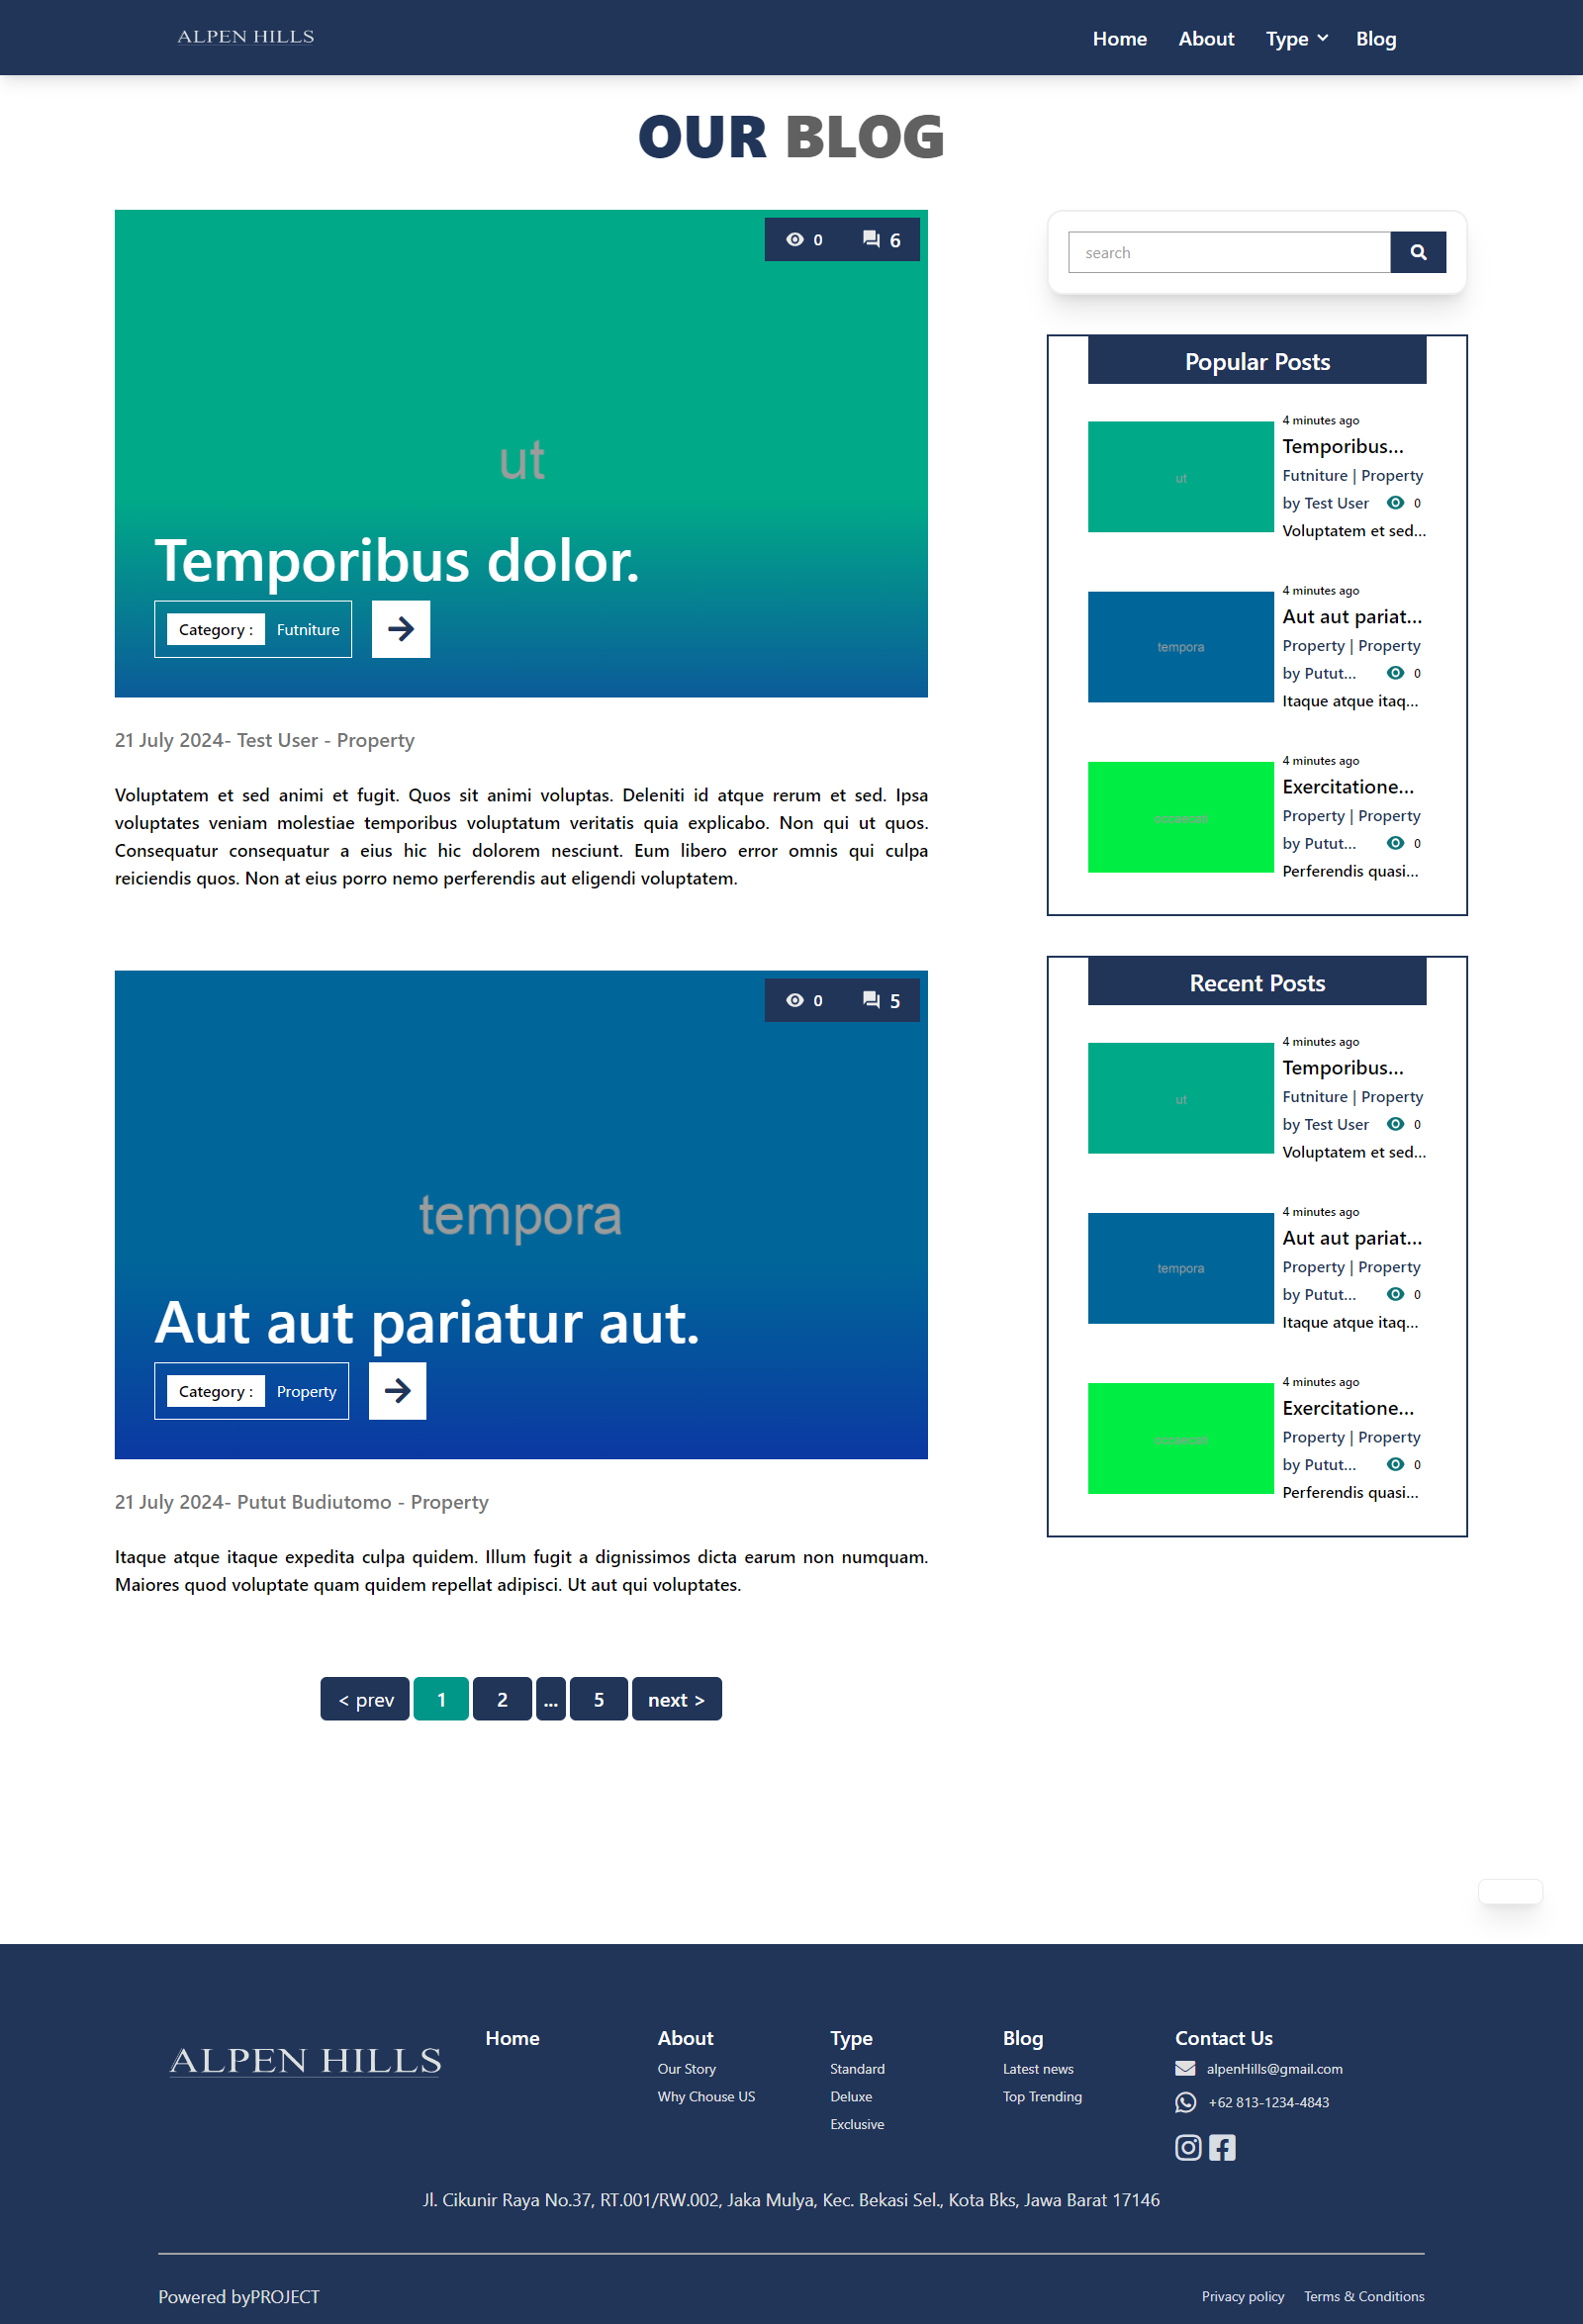 ALPEN HILLS
Home About Type Blog
OUR BLOG
0 6
ut
Temporibus dolor.
Category : Futniture
21 July 2024- Test User - Property
Voluptatem et sed animi et fugit. Quos sit animi voluptas. Deleniti id atque rerum et sed. Ipsa
voluptates veniam molestiae temporibus voluptatum veritatis quia explicabo. Non qui ut quos.
Consequatur consequatur a eius hic hic dolorem nesciunt. Eum libero error omnis qui culpa
reiciendis quos. Non at eius porro nemo perferendis aut eligendi voluptatem.
0 5
tempora
Aut aut pariatur aut.
Category : Property
21 July 2024- Putut Budiutomo - Property
Itaque atque itaque expedita culpa quidem. Illum fugit a dignissimos dicta earum non numquam.
Maiores quod voluptate quam quidem repellat adipisci. Ut aut qui voluptates.
< prev 1 2 ... 5 next >
search
Popular Posts
ut
4 minutes ago
Temporibus...
Futniture | Property
by Test User 0
Voluptatem et sed...
tempora
4 minutes ago
Aut aut pariat...
Property | Property
by Putut... 0
Itaque atque itaq...
4 minutes ago
Exercitatione...
Property | Property
by Putut... 0
Perferendis quasi...
Recent Posts
ut
4 minutes ago
Temporibus...
Futniture | Property
by Test User 0
Voluptatem et sed...
tempora
4 minutes ago
Aut aut pariat...
Property | Property
by Putut... 0
Itaque atque itaq...
4 minutes ago
Exercitatione...
Property | Property
by Putut... 0
Perferendis quasi...
ALPEN HILLS
Home
About
Our Story
Why Chouse US
Type
Standard
Deluxe
Exclusive
Blog
Latest news
Top Trending
Contact Us
alpenHills@gmail.com
+62 813-1234-4843
Jl. Cikunir Raya No.37, RT.001/RW.002, Jaka Mulya, Kec. Bekasi Sel., Kota Bks, Jawa Barat 17146
Powered byPROJECT
Privacy policy Terms & Conditions